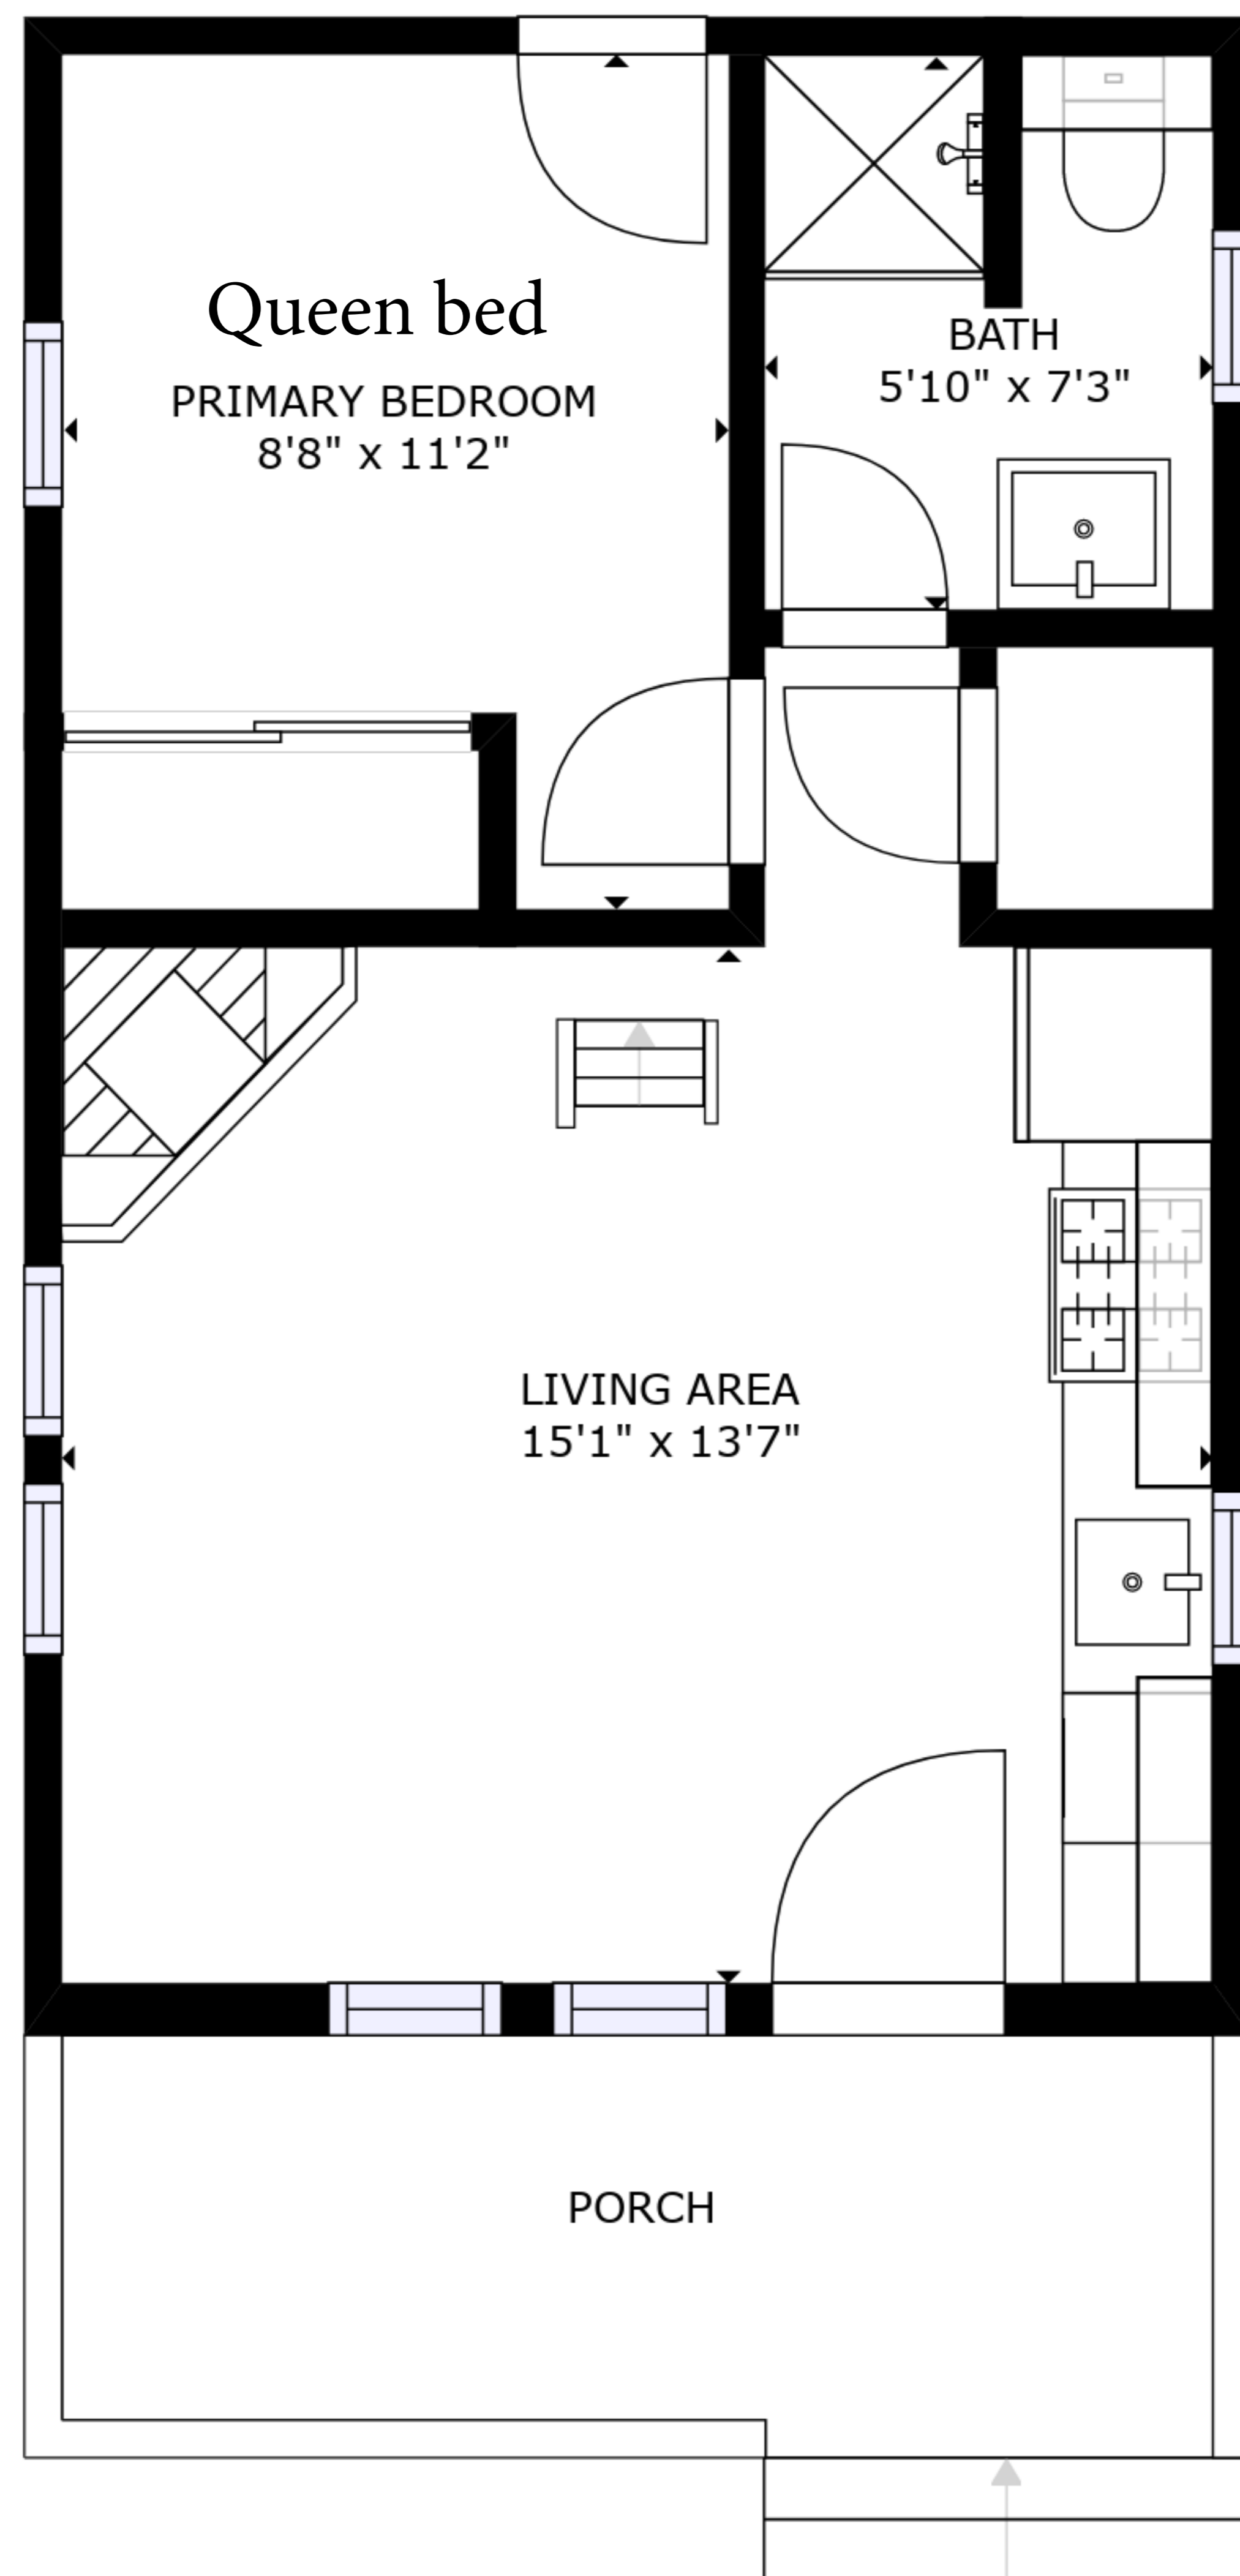 Queen bed
PRIMARY BEDROOM
8'8" x 11'2"
BATH
5'10" x 7'3"
LIVING AREA
15'1" x 13'7"
PORCH